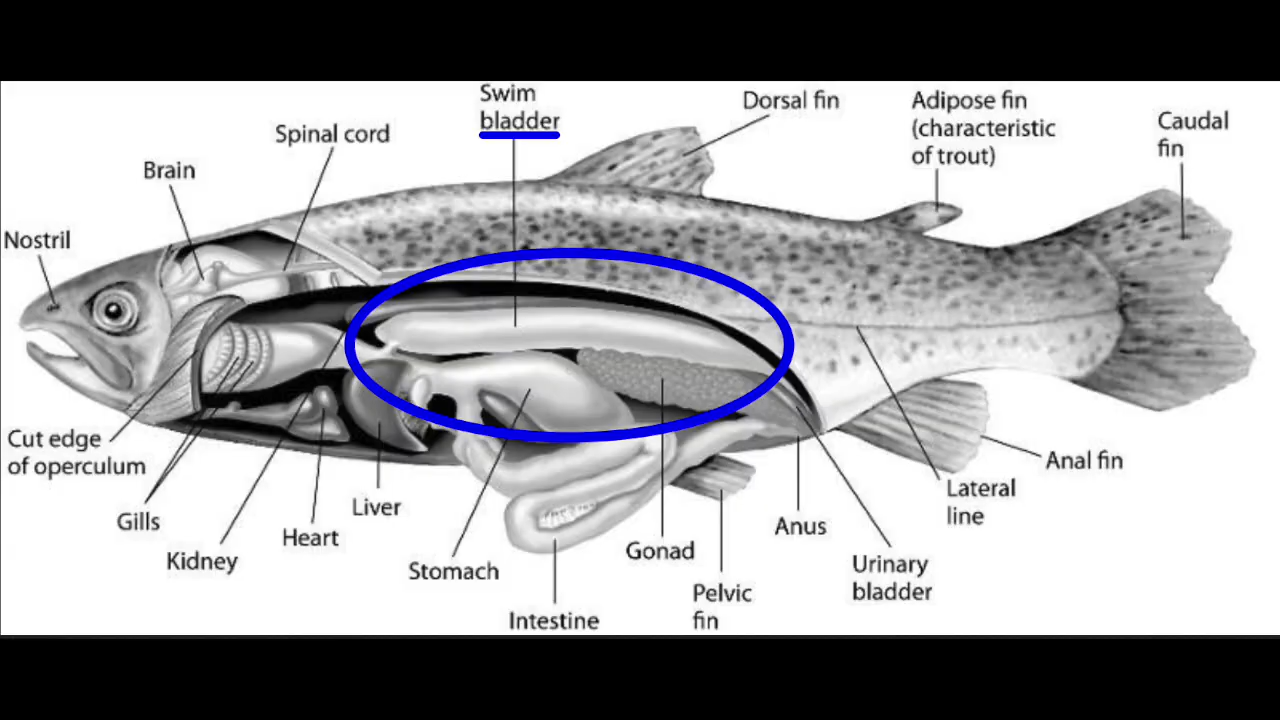 Swim
bladder
Dorsal fin
Adipose fin
(characteristic
of trout)
Caudal
fin
Spinal cord
Brain
Nostril
Cut edge
of operculum
Gills
Kidney
Heart
Liver
Stomach
Intestine
Gonad
Pelvic
fin
Anus
Urinary
bladder
Lateral
line
Anal fin